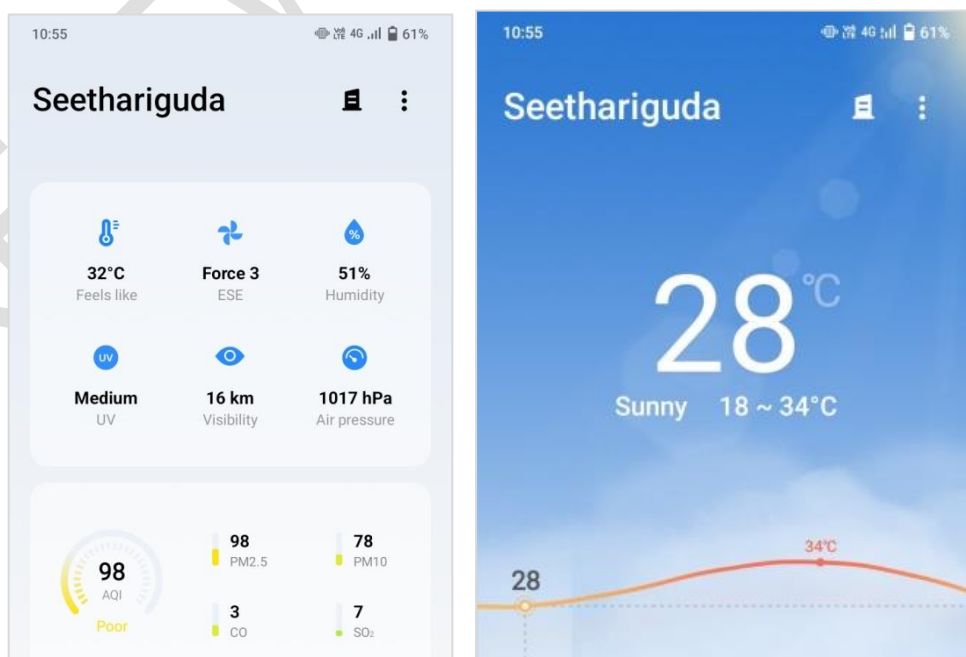 10:55 4G 61%
Seethariguda
32°C Force 3 51%
Feels like ESE Humidity
UV
Medium 16 km 1017 hPa
UV Visibility Air pressure
98 AQI Poor
98 PM2.5
78 PM10
3 CO
7 SO₂
10:55 4G 61%
Seethariguda
28°C
Sunny 18 ~ 34°C
34°C
28